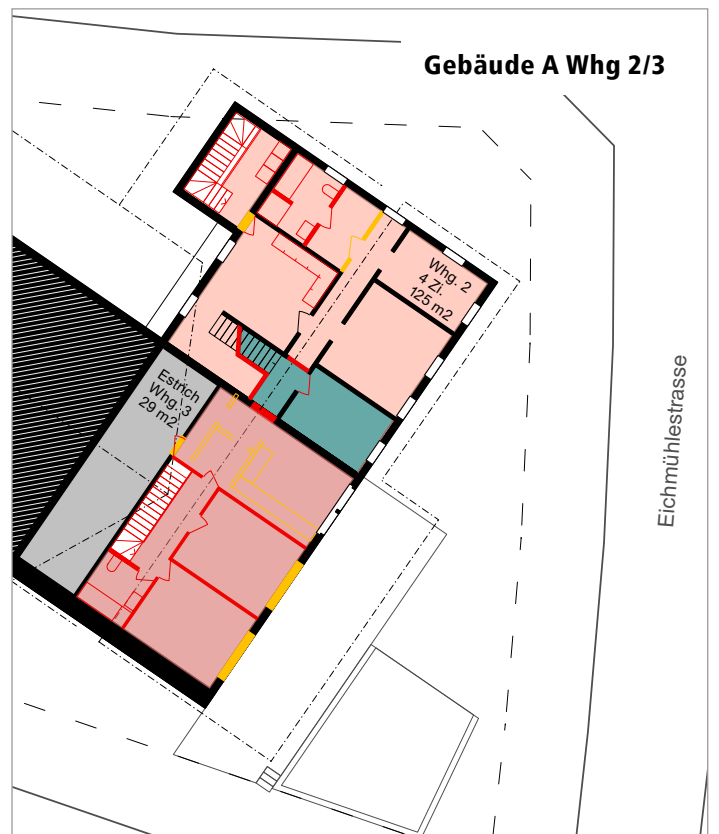 Gebäude A Whg 2/3
Whg. 2
4 Zi.
125 m2
Estrich
Whg. 3
29 m2
Eichmühlestrasse